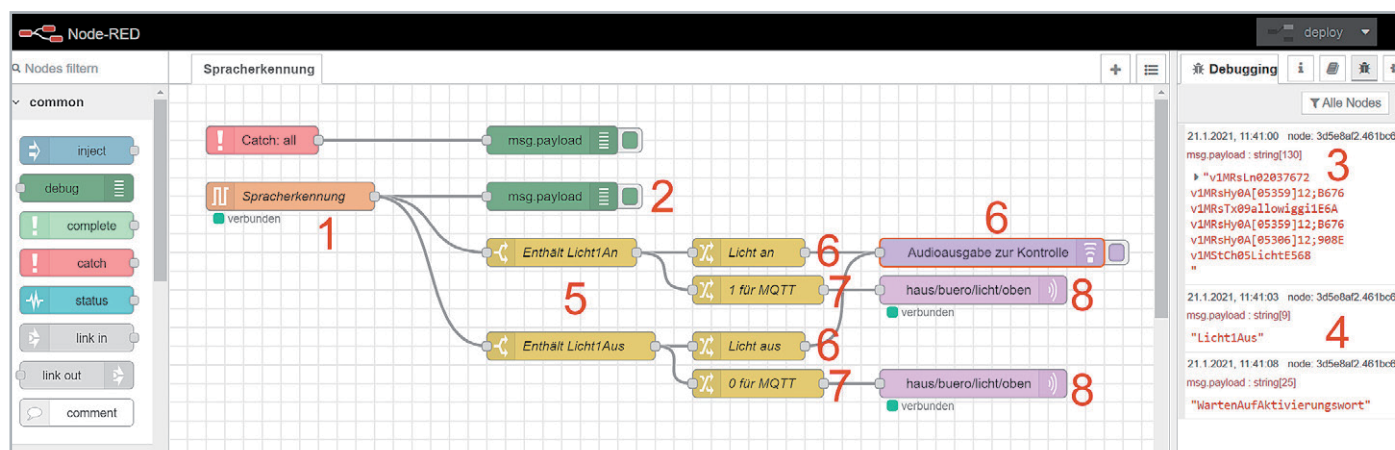 Node-RED
deploy
Nodes filtern
Spracherkennung
Debugging
i
Alle Nodes
common
inject
debug
complete
catch
status
link in
link out
comment
Catch: all
msg.payload
Spracherkennung
verbunden
1
msg.payload
2
Enthält Licht1An
5
Enthält Licht1Aus
Licht an
6
1 für MQTT
7
Licht aus
6
0 für MQTT
7
6
Audioausgabe zur Kontrolle
haus/buero/licht/oben
8
verbunden
haus/buero/licht/oben
8
verbunden
21.1.2021, 11:41:00 node: 3d5e8af2.461bc6
msg.payload : string[130]
3
"v1MRsLn02037672
v1MRsHy0A[05359]12;B676
v1MRsTx09allowiggi1E6A
v1MRsHy0A[05359]12;B676
v1MRsHy0A[05306]12;908E
v1MStCh05LichtE568
"
21.1.2021, 11:41:03 node: 3d5e8af2.461bc6
msg.payload : string[9]
4
"Licht1Aus"
21.1.2021, 11:41:08 node: 3d5e8af2.461bc6
msg.payload : string[25]
"WartenAufAktivierungswort"